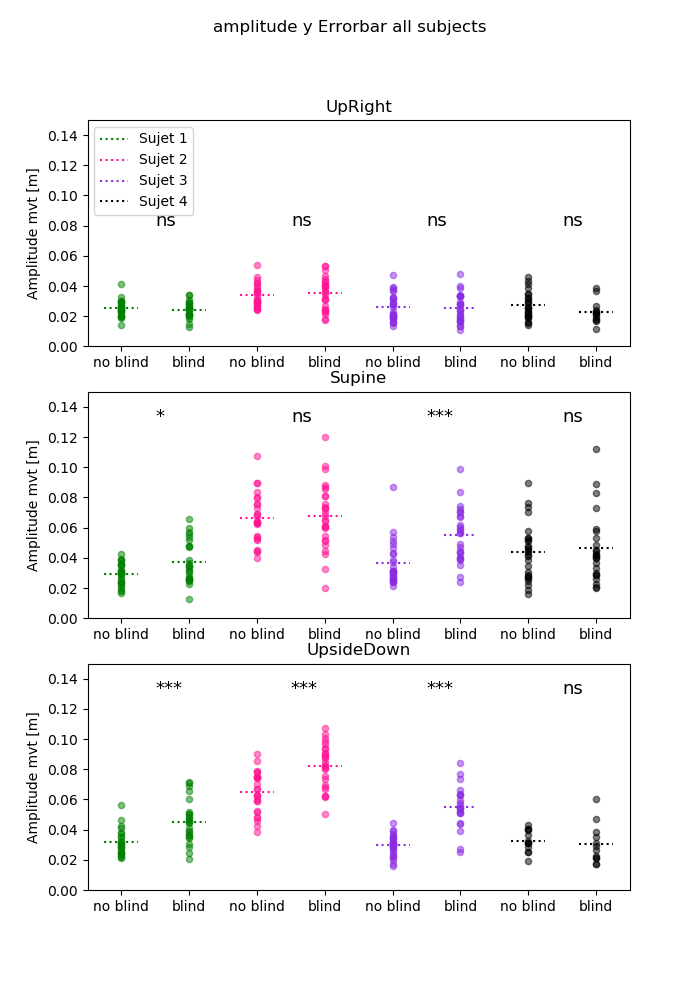 amplitude y Errorbar all subjects
UpRight
Amplitude mvt [m]
0.14
0.12
0.10
0.08
0.06
0.04
0.02
0.00
Sujet 1
Sujet 2
Sujet 3
Sujet 4
ns ns ns ns
no blind blind no blind blind no blind blind no blind blind
Supine
Amplitude mvt [m]
0.14
0.12
0.10
0.08
0.06
0.04
0.02
0.00
* ns *** ns
no blind blind no blind blind no blind blind no blind blind
UpsideDown
Amplitude mvt [m]
0.14
0.12
0.10
0.08
0.06
0.04
0.02
0.00
*** *** *** ns
no blind blind no blind blind no blind blind no blind blind